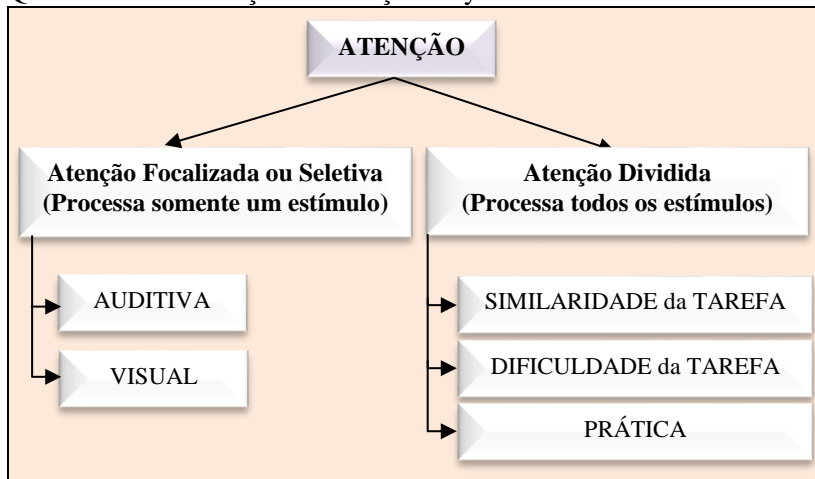 ATENÇÃO
Atenção Focalizada ou Seletiva
(Processa somente um estímulo)
Atenção Dividida
(Processa todos os estímulos)
AUDITIVA
VISUAL
SIMILARIDADE da TAREFA
DIFICULDADE da TAREFA
PRÁTICA